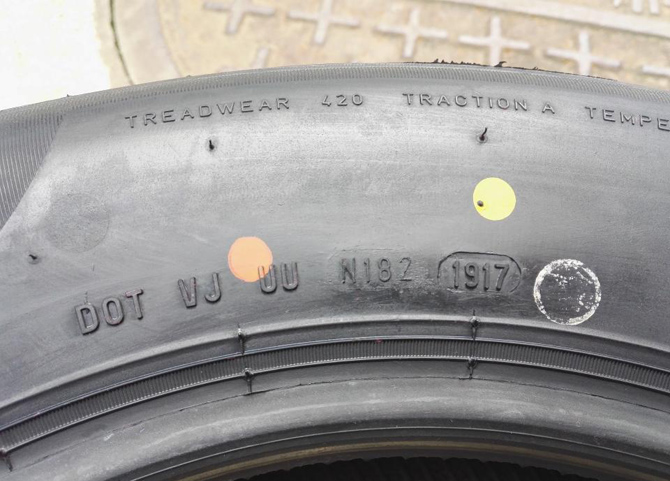 TREADWEAR 420 TRACTION A TEMPE
DOT VJ UU N182 1917